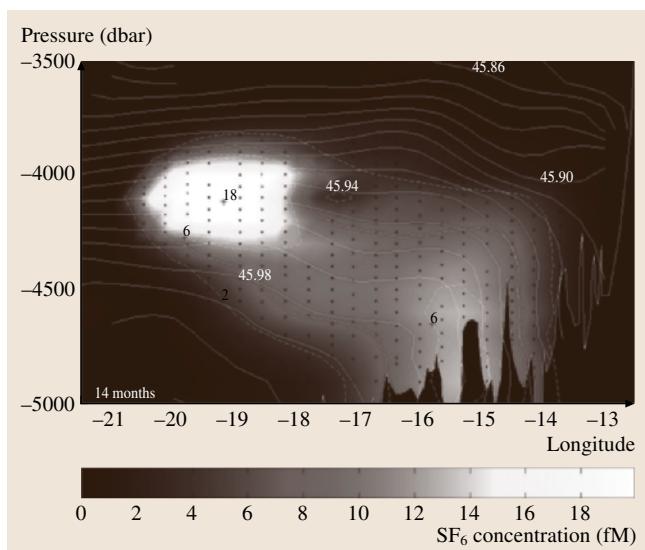 Pressure (dbar)
–3500
45.86
–4000
45.90
45.94
18
6
–4500
45.98
2
6
14 months
–5000
–21 –20 –19 –18 –17 –16 –15 –14 –13
Longitude
0 2 4 6 8 10 12 14 16 18
SF₆ concentration (fM)